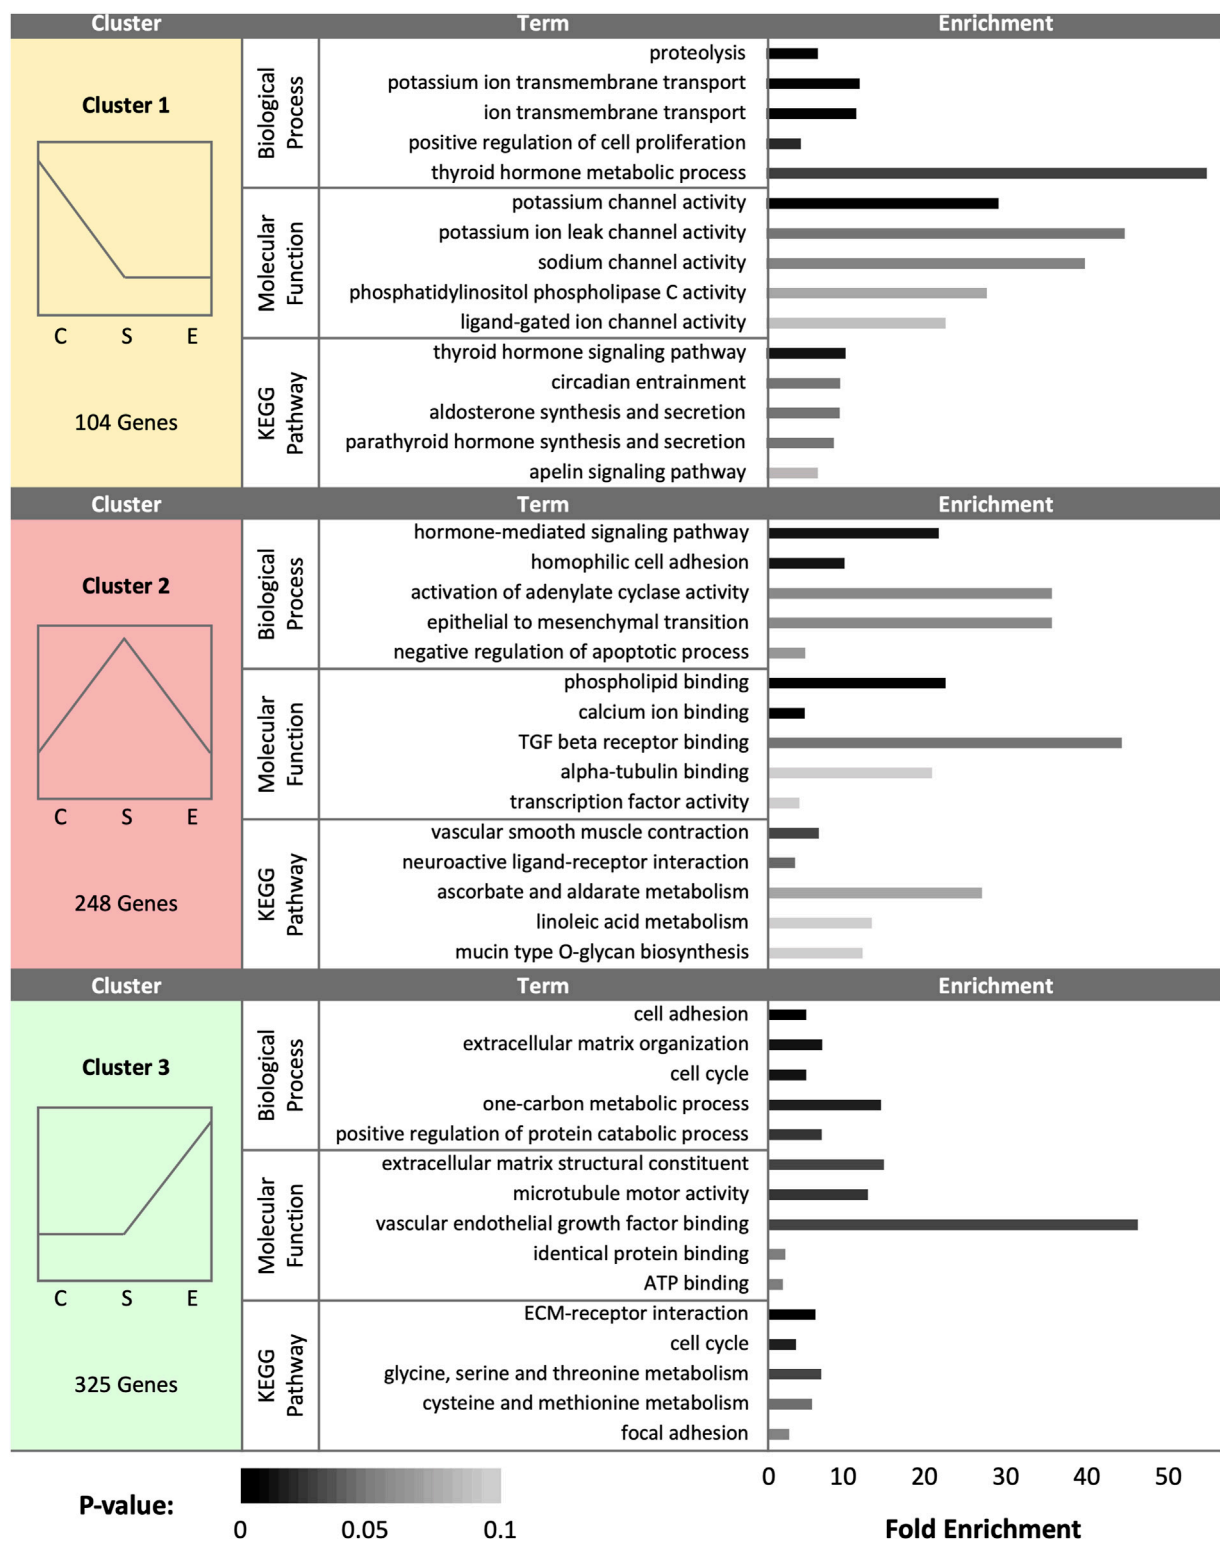 Cluster Term Enrichment
Cluster 1
C S E
104 Genes
Biological
Process
proteolysis
potassium ion transmembrane transport
ion transmembrane transport
positive regulation of cell proliferation
thyroid hormone metabolic process
Molecular
Function
potassium channel activity
potassium ion leak channel activity
sodium channel activity
phosphatidylinositol phospholipase C activity
ligand-gated ion channel activity
KEGG
Pathway
thyroid hormone signaling pathway
circadian entrainment
aldosterone synthesis and secretion
parathyroid hormone synthesis and secretion
apelin signaling pathway
Cluster Term Enrichment
Cluster 2
C S E
248 Genes
Biological
Process
hormone-mediated signaling pathway
homophilic cell adhesion
activation of adenylate cyclase activity
epithelial to mesenchymal transition
negative regulation of apoptotic process
Molecular
Function
phospholipid binding
calcium ion binding
TGF beta receptor binding
alpha-tubulin binding
transcription factor activity
KEGG
Pathway
vascular smooth muscle contraction
neuroactive ligand-receptor interaction
ascorbate and aldarate metabolism
linoleic acid metabolism
mucin type O-glycan biosynthesis
Cluster Term Enrichment
Cluster 3
C S E
325 Genes
Biological
Process
cell adhesion
extracellular matrix organization
cell cycle
one-carbon metabolic process
positive regulation of protein catabolic process
Molecular
Function
extracellular matrix structural constituent
microtubule motor activity
vascular endothelial growth factor binding
identical protein binding
ATP binding
KEGG
Pathway
ECM-receptor interaction
cell cycle
glycine, serine and threonine metabolism
cysteine and methionine metabolism
focal adhesion
P-value:
0 0.05 0.1
0 10 20 30 40 50
Fold Enrichment